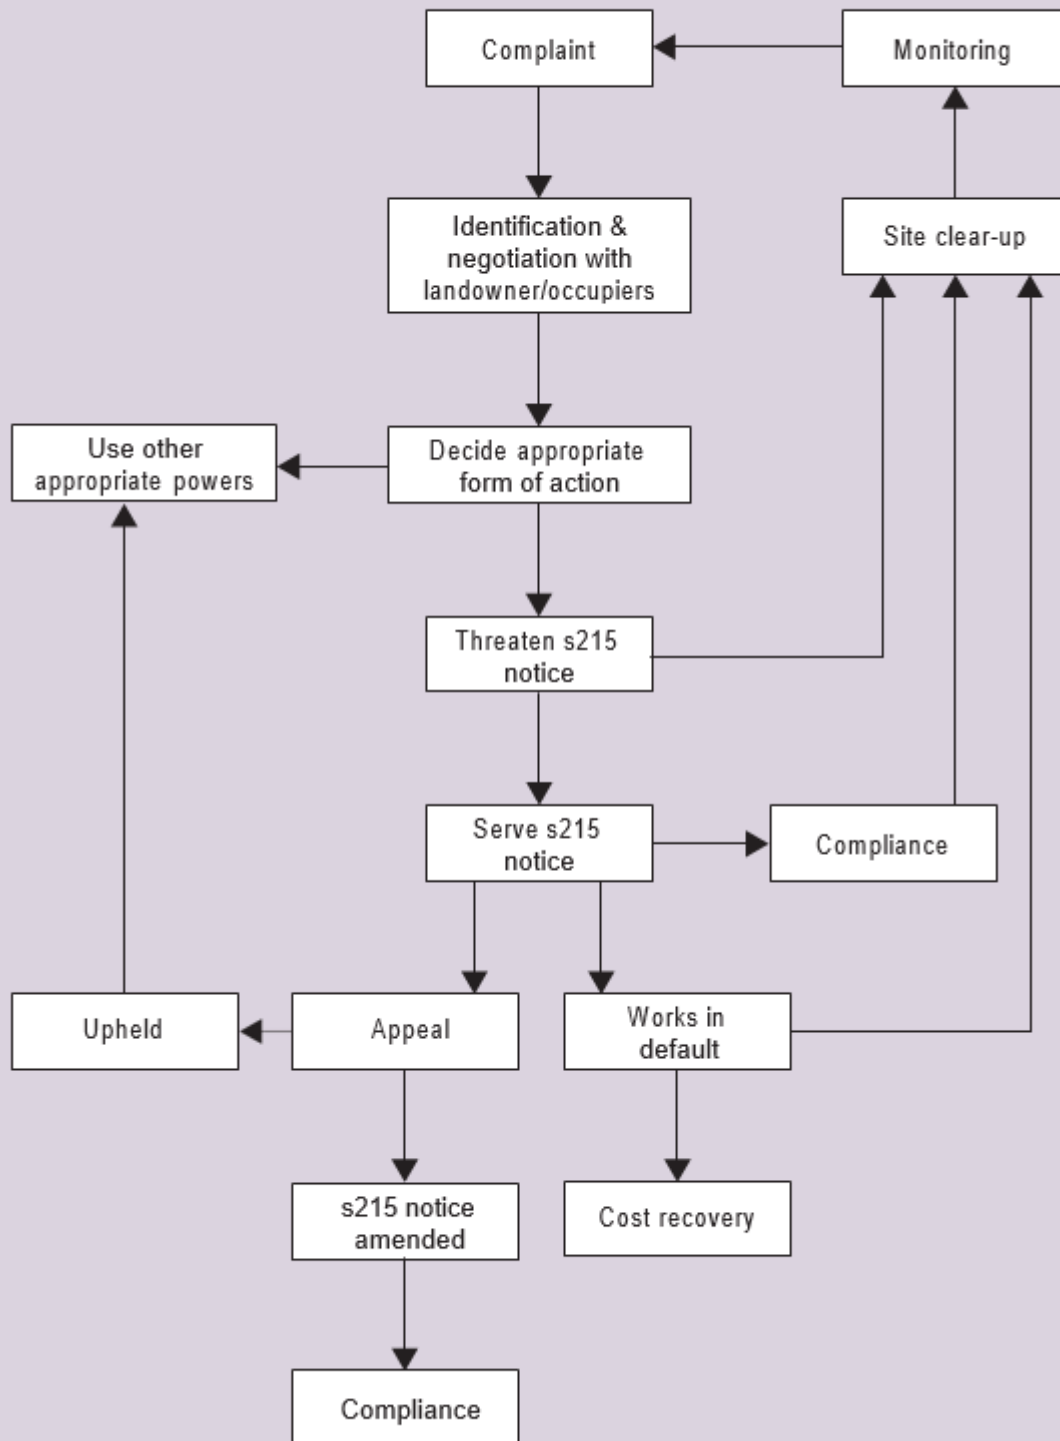 Complaint
Monitoring
Identification &
negotiation with
landowner/occupiers
Site clear-up
Use other
appropriate powers
Decide appropriate
form of action
Threaten s215
notice
Serve s215
notice
Compliance
Upheld
Appeal
Works in
default
s215 notice
amended
Cost recovery
Compliance